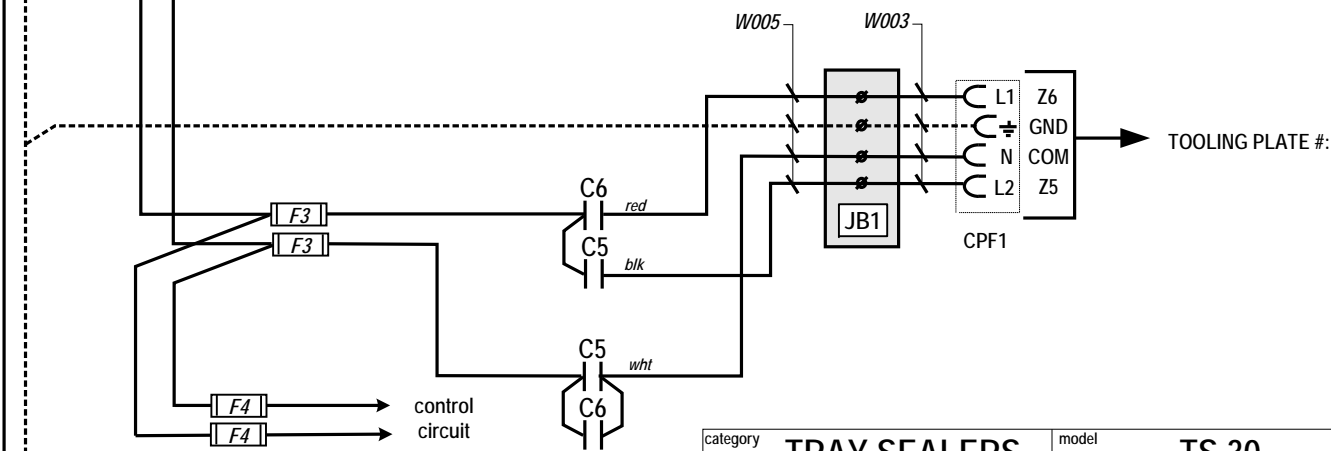 W005
W003
L1 Z6
GND
N COM
L2 Z5
TOOLING PLATE #:
JB1
CPF1
C6
red
F3
F3
C5
blk
C5
wht
C6
F4
control
F4
circuit
category
TRAY SEALERS
model
TS 20